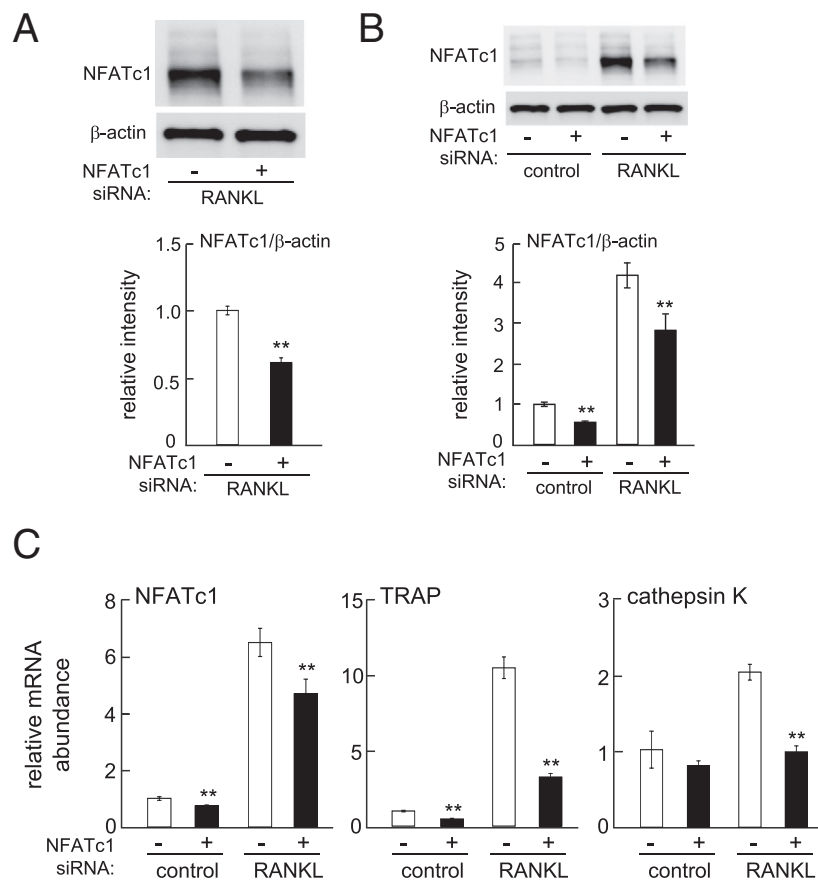 A
NFATc1
β-actin
NFATc1 - +
siRNA: RANKL
NFATc1/β-actin
relative intensity
1.5
1.0
0.5
0
**
NFATc1 - +
siRNA: RANKL
B
NFATc1
β-actin
NFATc1 - + - +
siRNA: control RANKL
NFATc1/β-actin
relative intensity
5
4
3
2
1
0
** **
NFATc1 - + - +
siRNA: control RANKL
C
relative mRNA
abundance
NFATc1
8
6
4
2
0
** **
NFATc1 - + - +
siRNA: control RANKL
TRAP
15
10
5
0
** **
- + - +
control RANKL
cathepsin K
3
2
1
0
**
- + - +
control RANKL